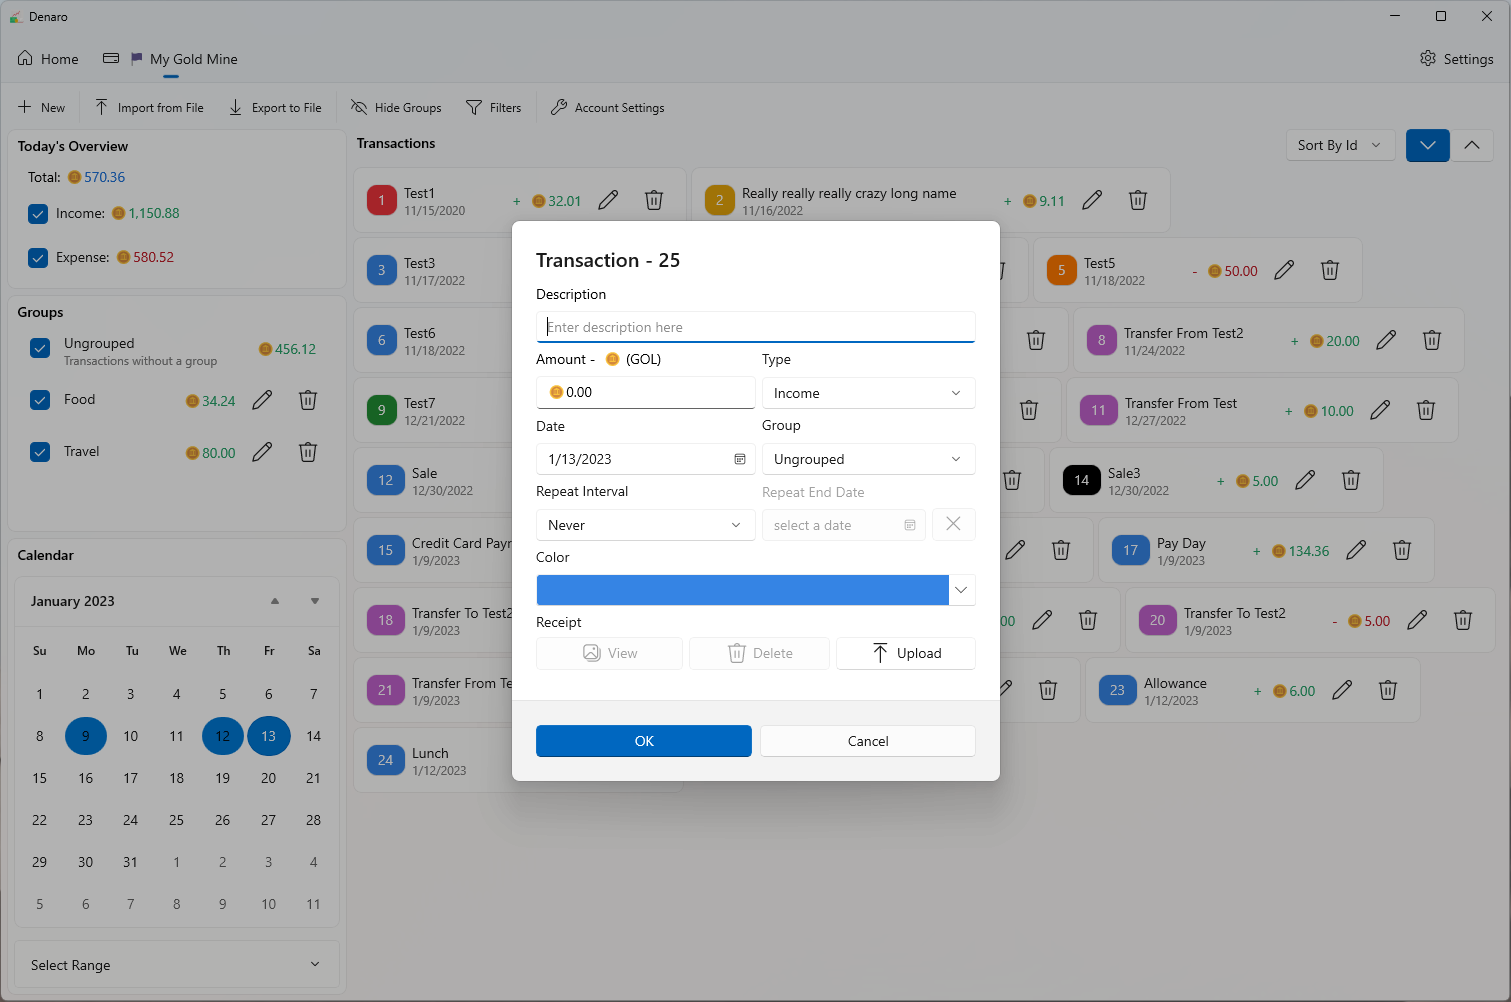 Denaro
Home
My Gold Mine
Settings
New
Import from File
Export to File
Hide Groups
Filters
Account Settings
Today's Overview
Total: 570.36
Income: 1,150.88
Expense: 580.52
Groups
Ungrouped
Transactions without a group
456.12
Food 34.24
Travel 80.00
Calendar
January 2023
Su Mo Tu We Th Fr Sa
1 2 3 4 5 6 7
8 9 10 11 12 13 14
15 16 17 18 19 20 21
22 23 24 25 26 27 28
29 30 31 1 2 3 4
5 6 7 8 9 10 11
Select Range
Transactions
Sort By Id
1 Test1 + 32.01
11/15/2020
2 Really really really crazy long name + 9.11
11/16/2022
3 Test3
11/17/2022
5 Test5 - 50.00
11/18/2022
6 Test6
11/18/2022
8 Transfer From Test2 + 20.00
11/24/2022
9 Test7
12/21/2022
11 Transfer From Test + 10.00
12/27/2022
12 Sale
12/30/2022
14 Sale3 + 5.00
12/30/2022
15 Credit Card Payr
1/9/2023
17 Pay Day + 134.36
1/9/2023
18 Transfer To Test2
1/9/2023
00
20 Transfer To Test2 - 5.00
1/9/2023
21 Transfer From Te
1/9/2023
23 Allowance + 6.00
1/12/2023
24 Lunch
1/12/2023
Transaction - 25
Description
Enter description here
Amount - (GOL) Type
0.00 Income
Date Group
1/13/2023 Ungrouped
Repeat Interval Repeat End Date
Never select a date
Color
Receipt
View Delete Upload
OK Cancel